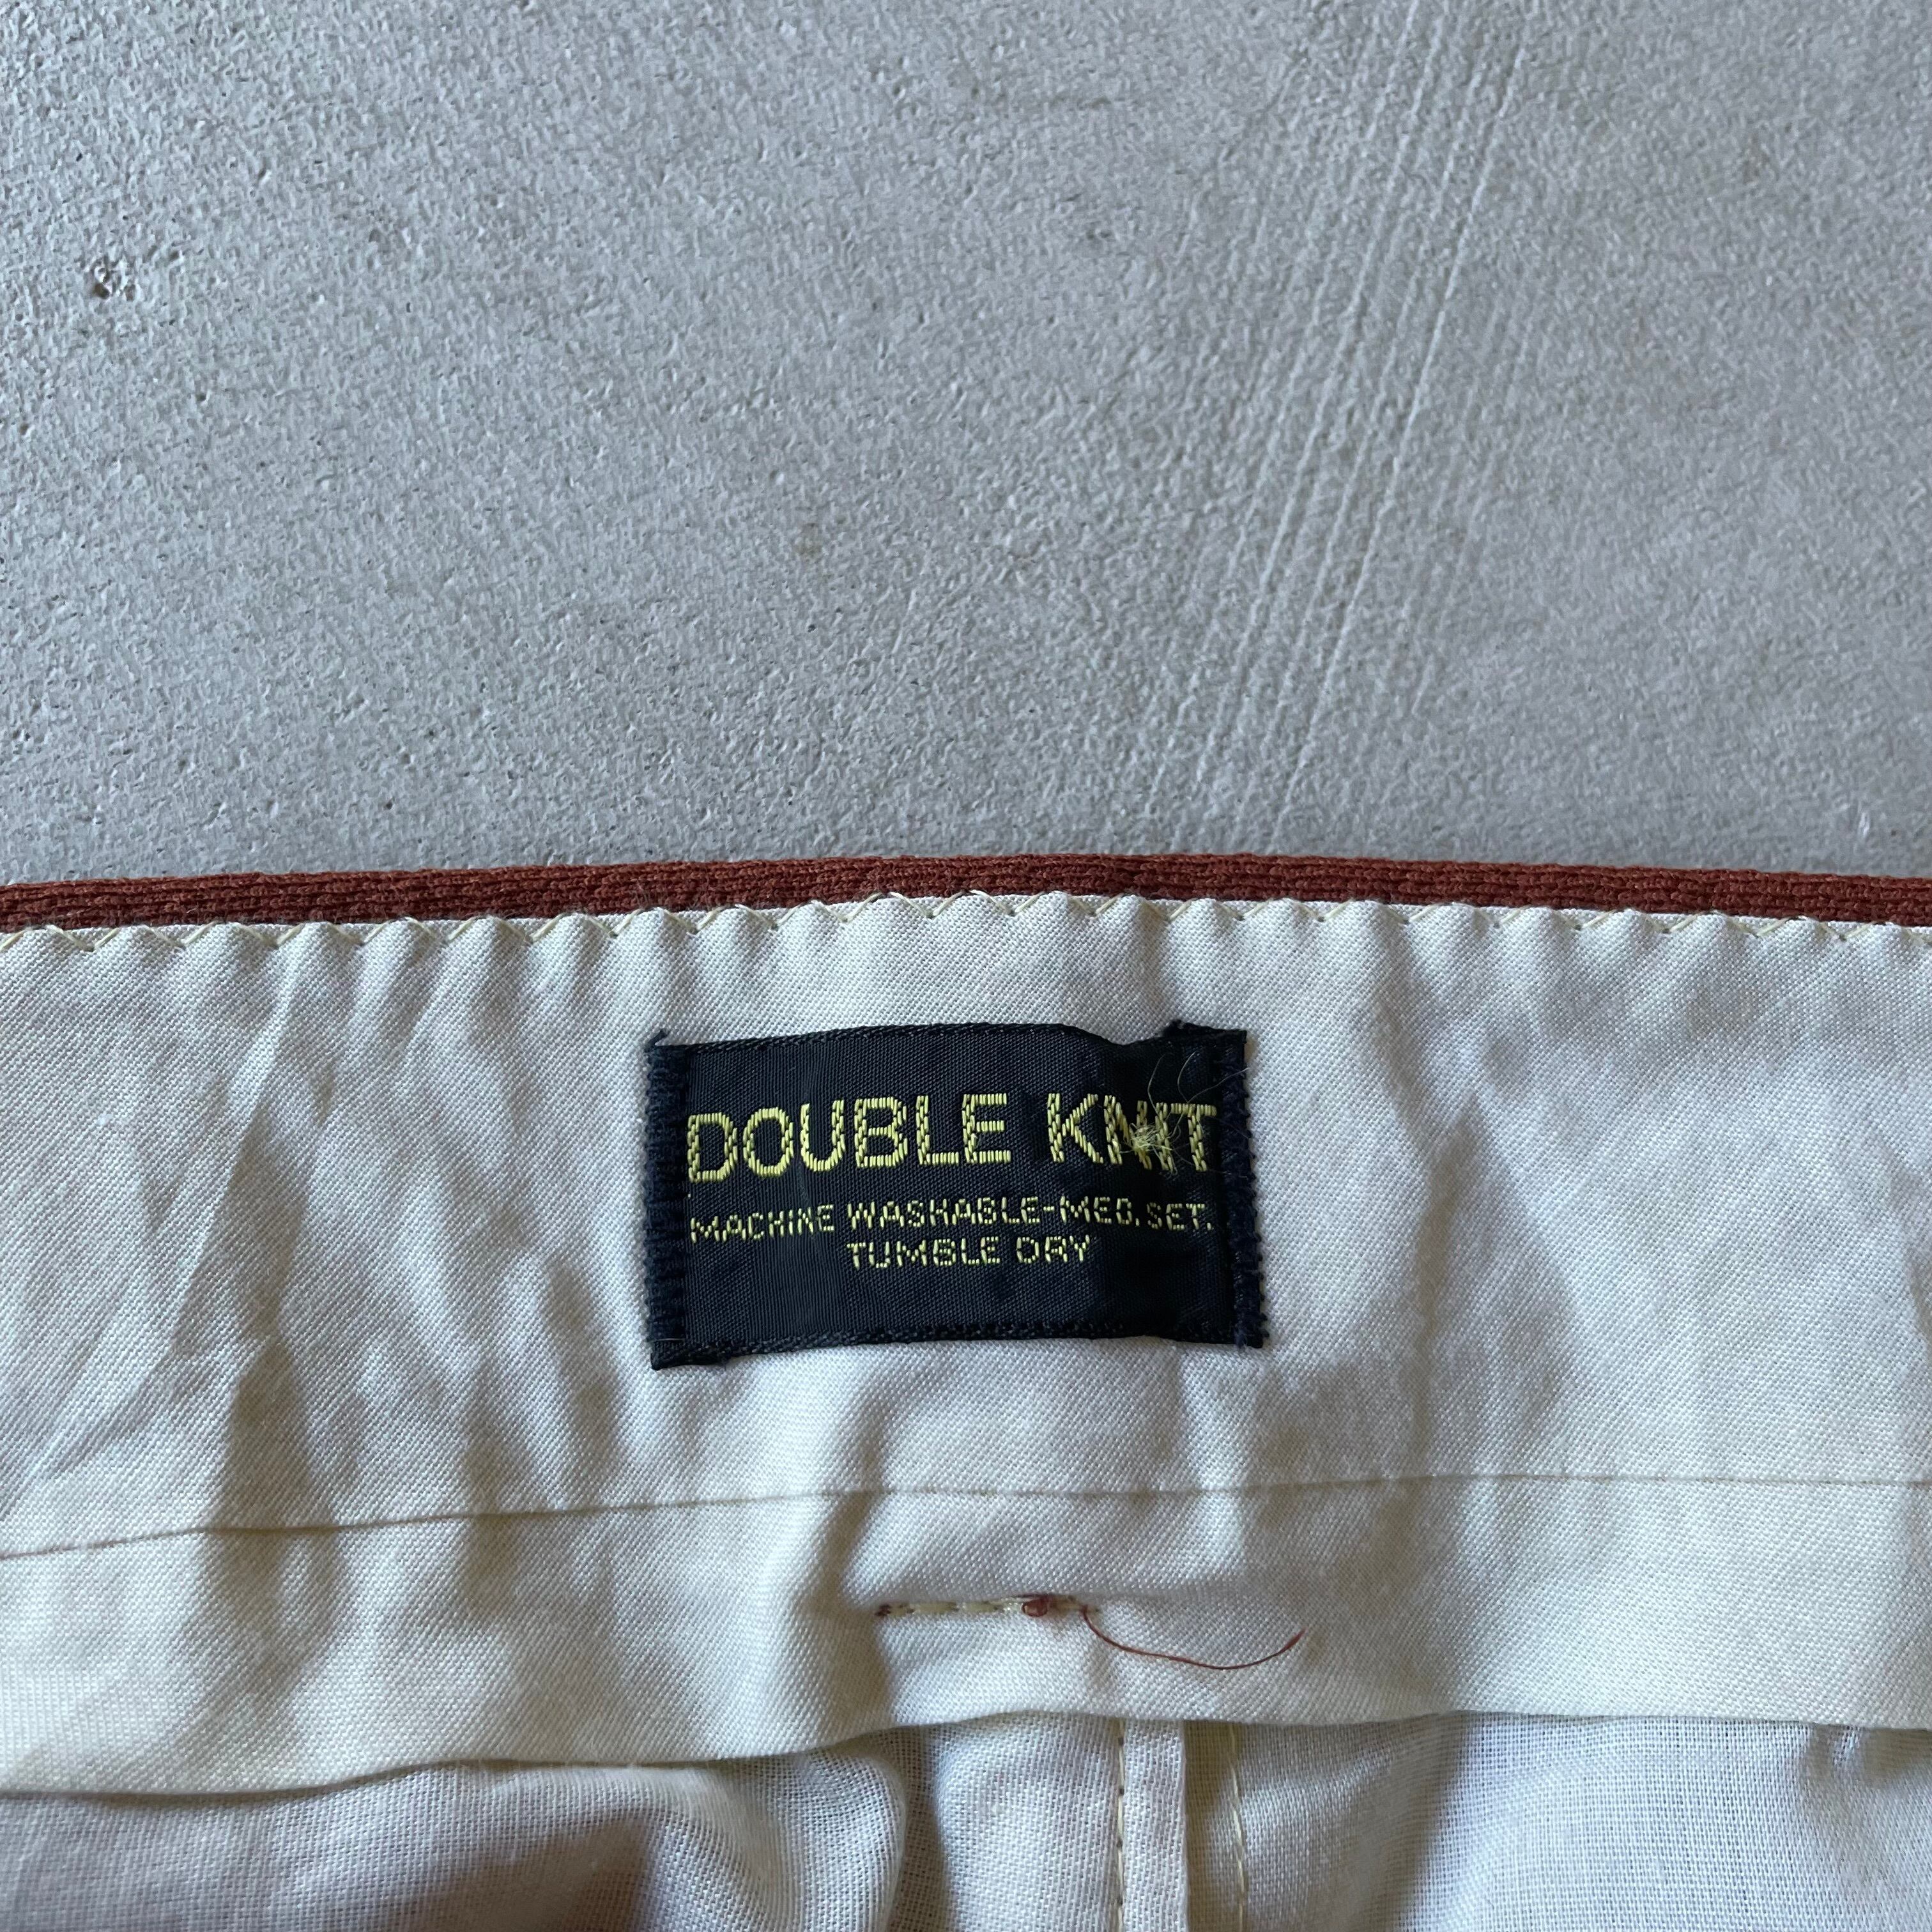 DOUBLE KNIT
MACHINE WASHABLE-MED. SET.
TUMBLE DRY